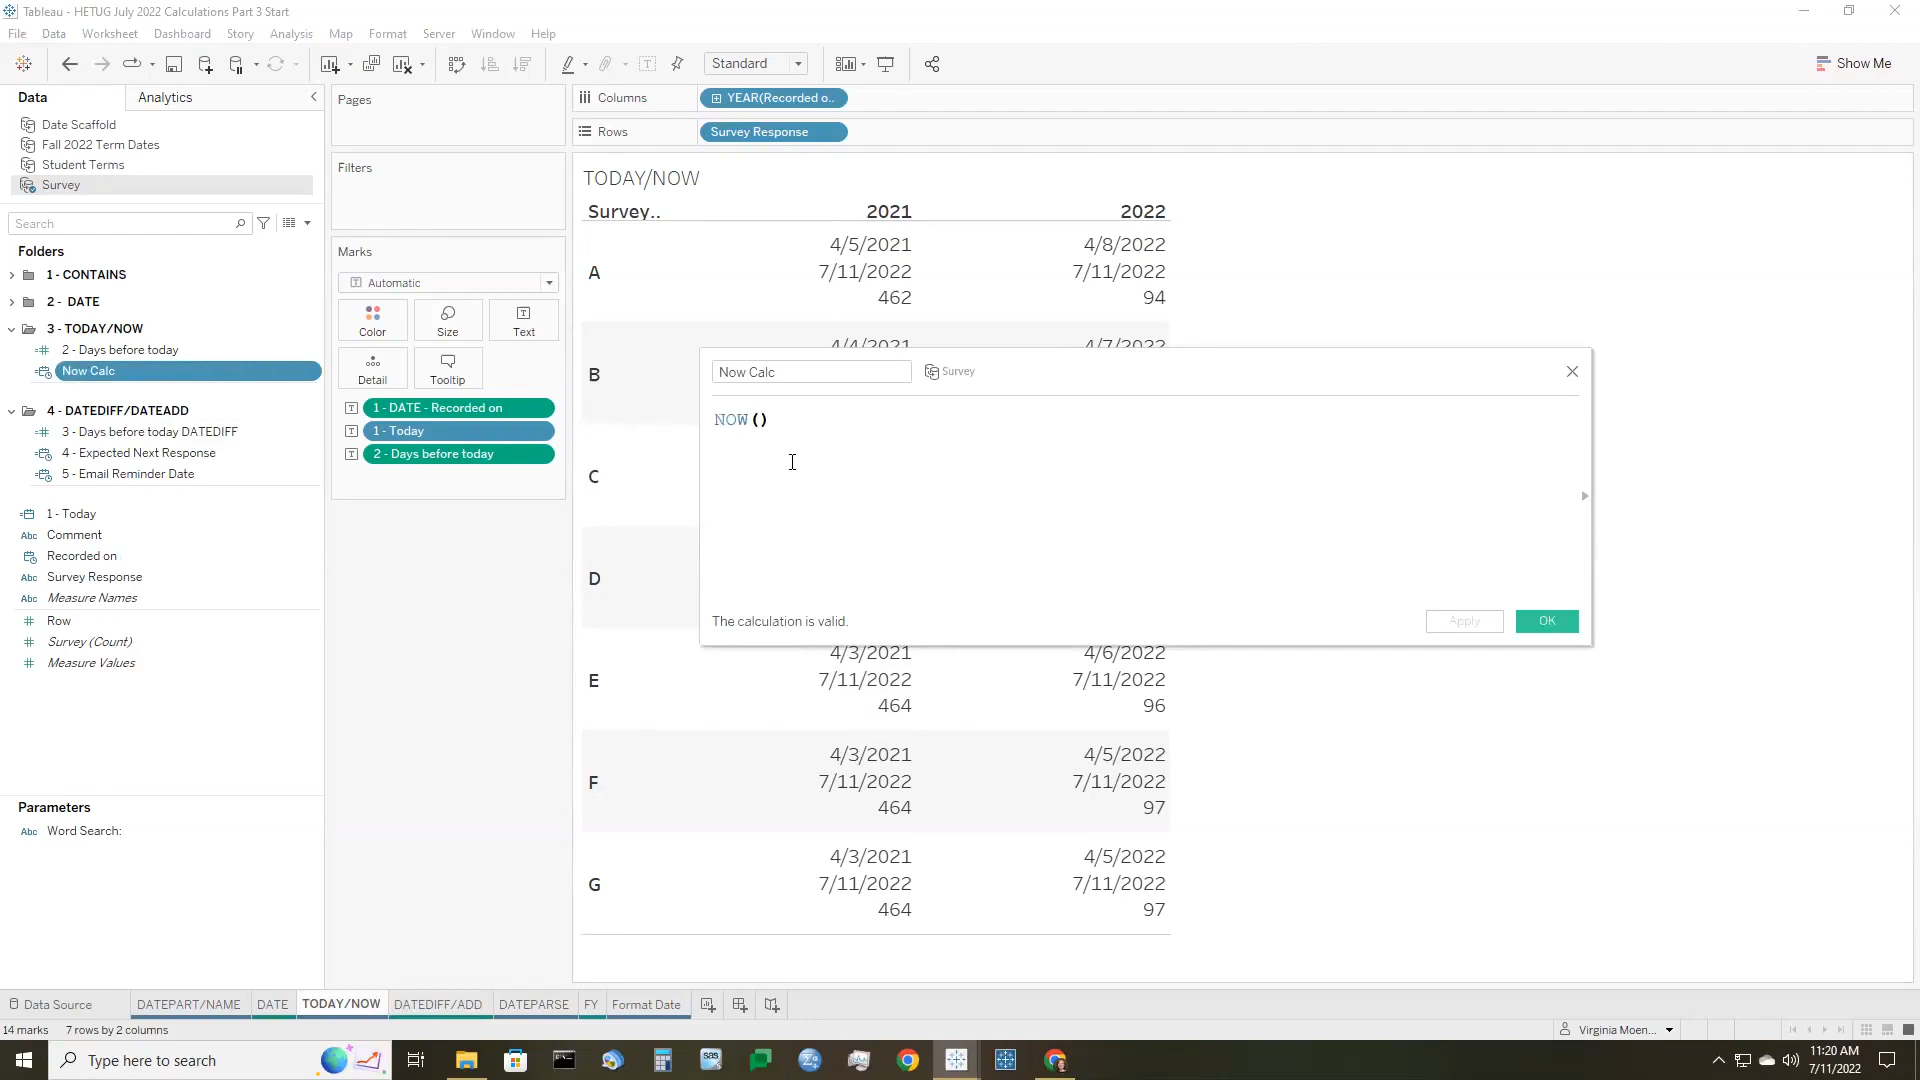 Tableau - HETUG July 2022 Calculations Part 3 Start
File Data Worksheet Dashboard Story Analysis Map Format Server Window Help
Standard
Show Me
Data Analytics
Date Scaffold
Fall 2022 Term Dates
Student Terms
Survey
Search
Folders
1 - CONTAINS
2 - DATE
3 - TODAY/NOW
2 - Days before today
Now Calc
4 - DATEDIFF/DATEADD
3 - Days before today DATEDIFF
4 - Expected Next Response
5 - Email Reminder Date
1 - Today
Abc Comment
Recorded on
Abc Survey Response
Abc Measure Names
# Row
# Survey (Count)
# Measure Values
Parameters
Abc Word Search:
Pages
Filters
Marks
Automatic
Color Size Text
Detail Tooltip
1 - DATE - Recorded on
1 - Today
2 - Days before today
Columns YEAR(Recorded o..
Rows Survey Response
TODAY/NOW
Survey.. 2021 2022
4/5/2021 4/8/2022
A 7/11/2022 7/11/2022
462 94
4/4/2021 4/7/2022
B
C
D
Now Calc Survey
NOW()
The calculation is valid.
Apply OK
4/3/2021 4/6/2022
E 7/11/2022 7/11/2022
464 96
4/3/2021 4/5/2022
F 7/11/2022 7/11/2022
464 97
4/3/2021 4/5/2022
G 7/11/2022 7/11/2022
464 97
Data Source DATEPART/NAME DATE TODAY/NOW DATEDIFF/ADD DATEPARSE FY Format Date
14 marks 7 rows by 2 columns
Virginia Moen...
Type here to search
sas
11:20 AM
7/11/2022